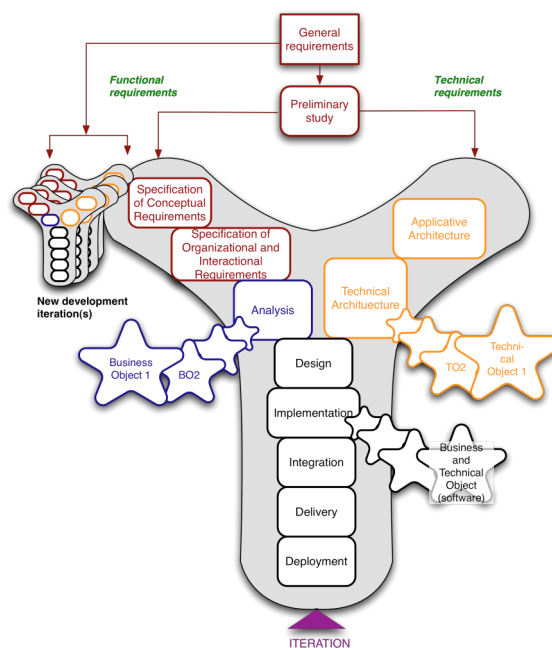 General
requirements
Functional
requirements
Technical
requirements
Preliminary
study
Specification
of Conceptual
Requirements
Applicative
Architecture
Specification of
Organizational and
Interactional
Requirements
Technical
Archituecture
New development
iteration(s)
Analysis
Business
Object 1
BO2
TO2
Techni-
cal
Object 1
Design
Implementation
Business
and
Technical
Object
(software)
Integration
Delivery
Deployment
ITERATION